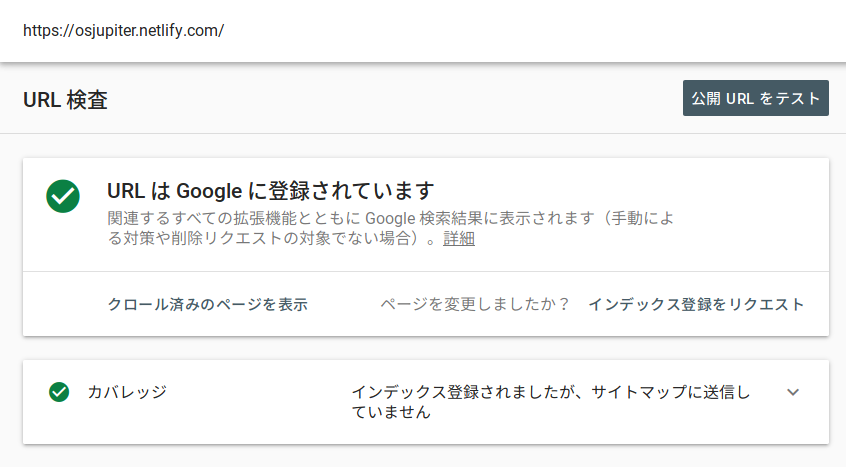 https://osjupiter.netlify.com/
URL 検査
公開 URL をテスト
URL は Google に登録されています
関連するすべての拡張機能とともに Google 検索結果に表示されます（手動によ
る対策や削除リクエストの対象でない場合）。詳細
クロール済みのページを表示
ページを変更しましたか？ インデックス登録をリクエスト
カバレッジ
インデックス登録されましたが、サイトマップに送信し
ていません